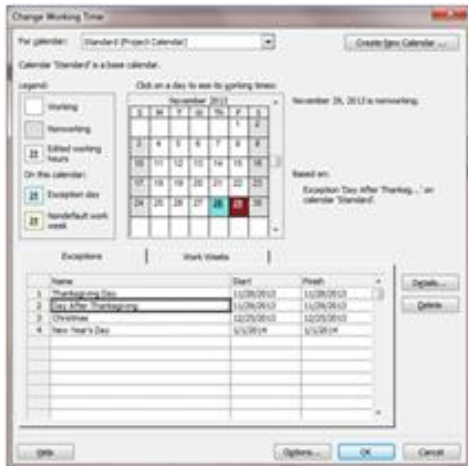 Change Working Time
For calendar: Standard (Project Calendar)
Create New Calendar ...
Calendar 'Standard' is a base calendar.
Legend:
Click on a day to see its working times:
Working
Nonworking
31 Edited working hours
On this calendar:
31 Exception day
31 Nondefault work week
November 2013
S M T W Th F S
1 2
3 4 5 6 7 8 9
10 11 12 13 14 15 16
17 18 19 20 21 22 23
24 25 26 27 28 29 30
November 29, 2013 is nonworking.
Based on:
Exception 'Day After Thanksg...' on
calendar 'Standard'.
Exceptions
Work Weeks
Name Start Finish
1 Thanksgiving Day 11/28/2013 11/28/2013
2 Day After Thanksgiving 11/29/2013 11/29/2013
3 Christmas 12/25/2013 12/25/2013
4 New Year's Day 1/1/2014 1/1/2014
Details...
Delete
Help
Options...
OK
Cancel